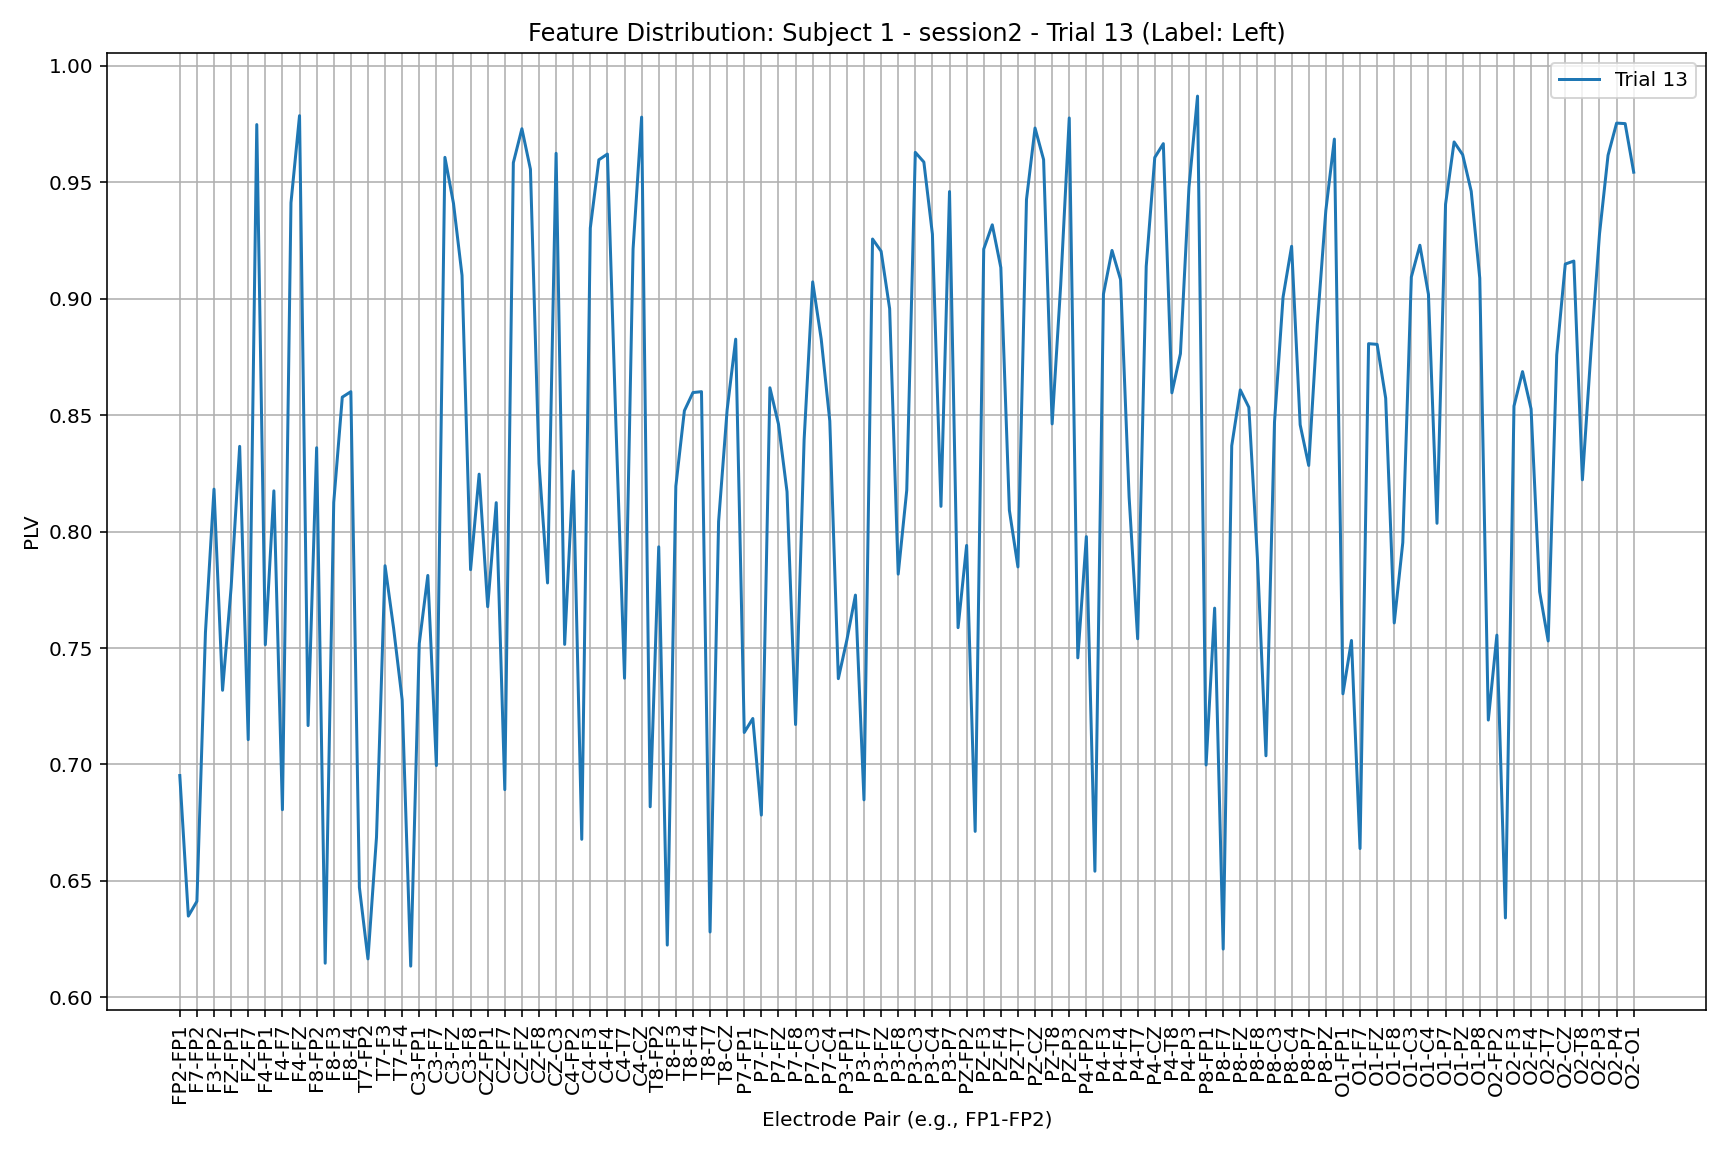 Feature Distribution: Subject 1 - session2 - Trial 13 (Label: Left)
Trial 13
PLV
1.00
0.95
0.90
0.85
0.80
0.75
0.70
0.65
0.60
FP2-FP1
F7-FP2
F3-FP2
FZ-FP1
FZ-F7
F4-FP1
F4-F7
F4-FZ
F8-FP2
F8-F3
F8-F4
T7-FP2
T7-F3
T7-F4
C3-FP1
C3-F7
C3-FZ
C3-F8
CZ-FP1
CZ-F7
CZ-FZ
CZ-F8
CZ-C3
C4-FP2
C4-F3
C4-F4
C4-T7
C4-CZ
T8-FP2
T8-F3
T8-F4
T8-T7
T8-CZ
P7-FP1
P7-F7
P7-FZ
P7-F8
P7-C3
P7-C4
P3-FP1
P3-F7
P3-FZ
P3-F8
P3-C3
P3-C4
P3-P7
PZ-FP2
PZ-F3
PZ-F4
PZ-T7
PZ-CZ
PZ-T8
PZ-P3
P4-FP2
P4-F3
P4-F4
P4-T7
P4-CZ
P4-T8
P4-P3
P8-FP1
P8-F7
P8-FZ
P8-F8
P8-C3
P8-C4
P8-P7
P8-PZ
O1-FP1
O1-F7
O1-FZ
O1-F8
O1-C3
O1-C4
O1-P7
O1-PZ
O1-P8
O2-FP2
O2-F3
O2-F4
O2-T7
O2-CZ
O2-T8
O2-P3
O2-P4
O2-O1
Electrode Pair (e.g., FP1-FP2)